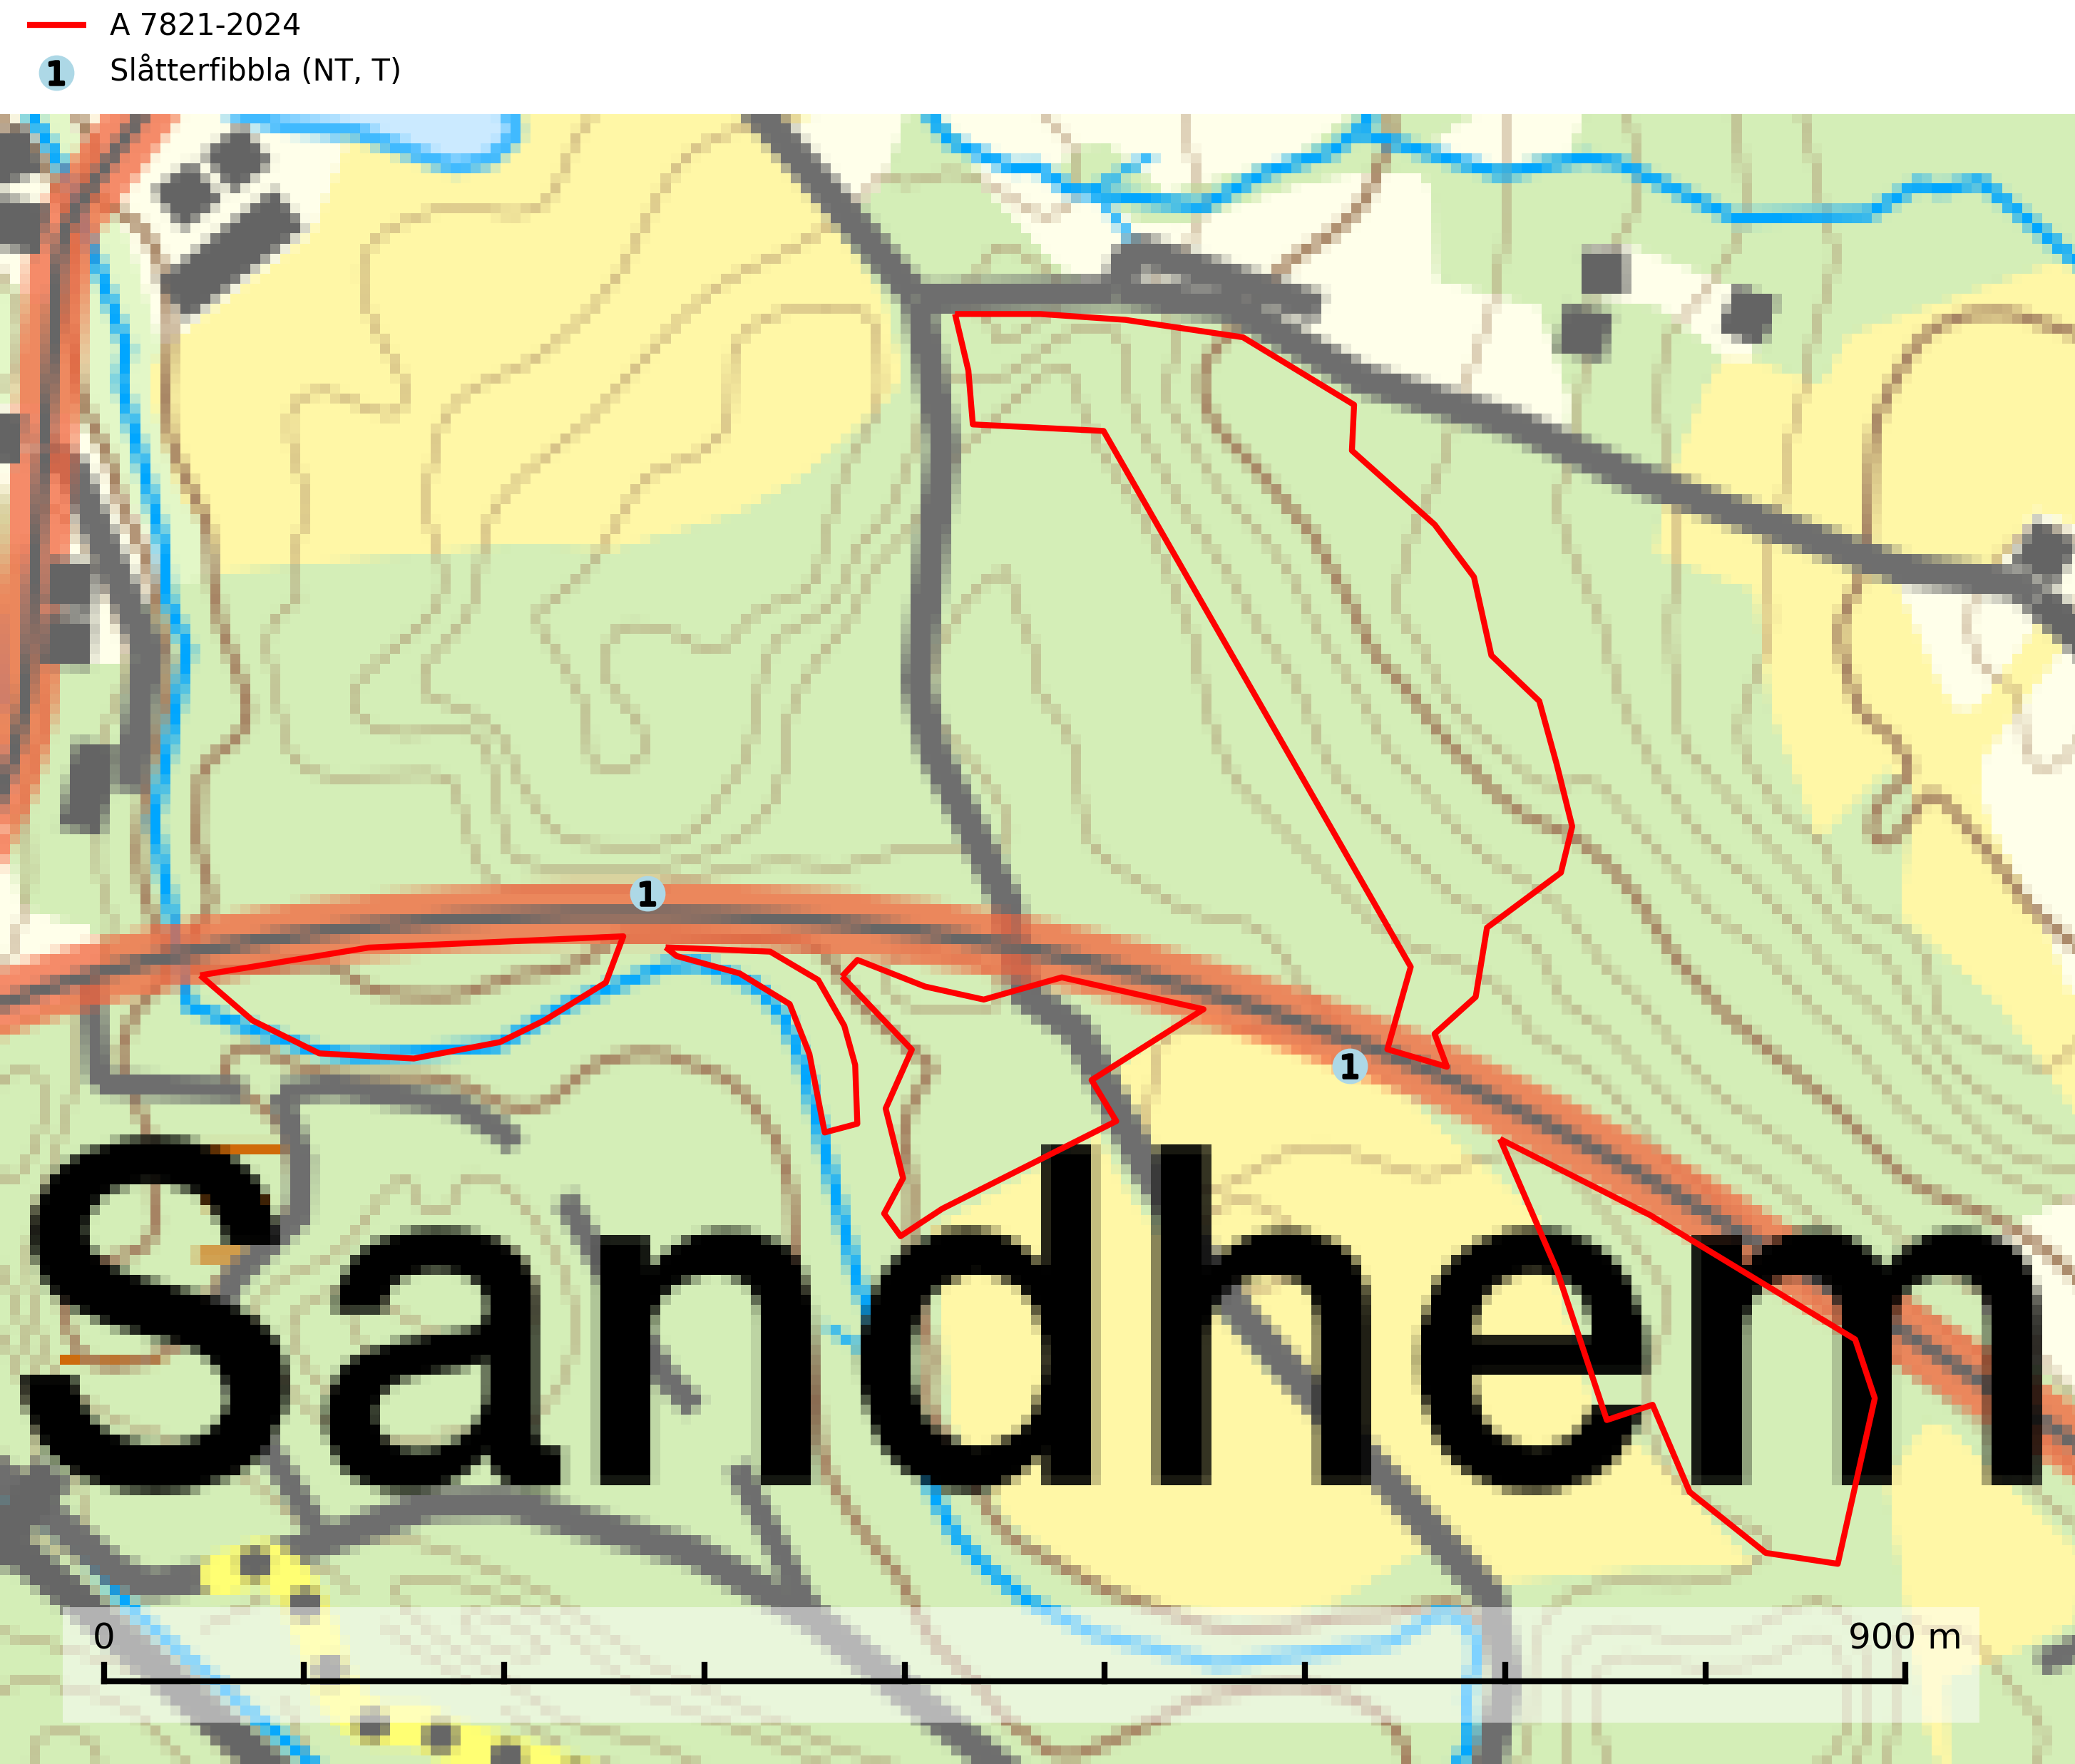 A 7821-2024
1 Slåtterfibbla (NT, T)
1
1
Sandhem
0 900 m